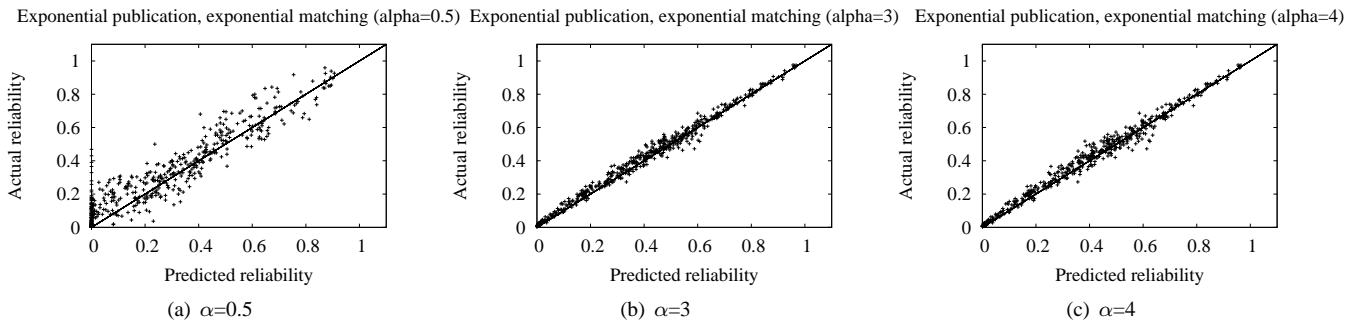 Exponential publication, exponential matching (alpha=0.5)
Actual reliability
1
0.8
0.6
0.4
0.2
0
0 0.2 0.4 0.6 0.8 1
Predicted reliability
(a) α=0.5
Exponential publication, exponential matching (alpha=3)
Actual reliability
1
0.8
0.6
0.4
0.2
0
0 0.2 0.4 0.6 0.8 1
Predicted reliability
(b) α=3
Exponential publication, exponential matching (alpha=4)
Actual reliability
1
0.8
0.6
0.4
0.2
0
0 0.2 0.4 0.6 0.8 1
Predicted reliability
(c) α=4